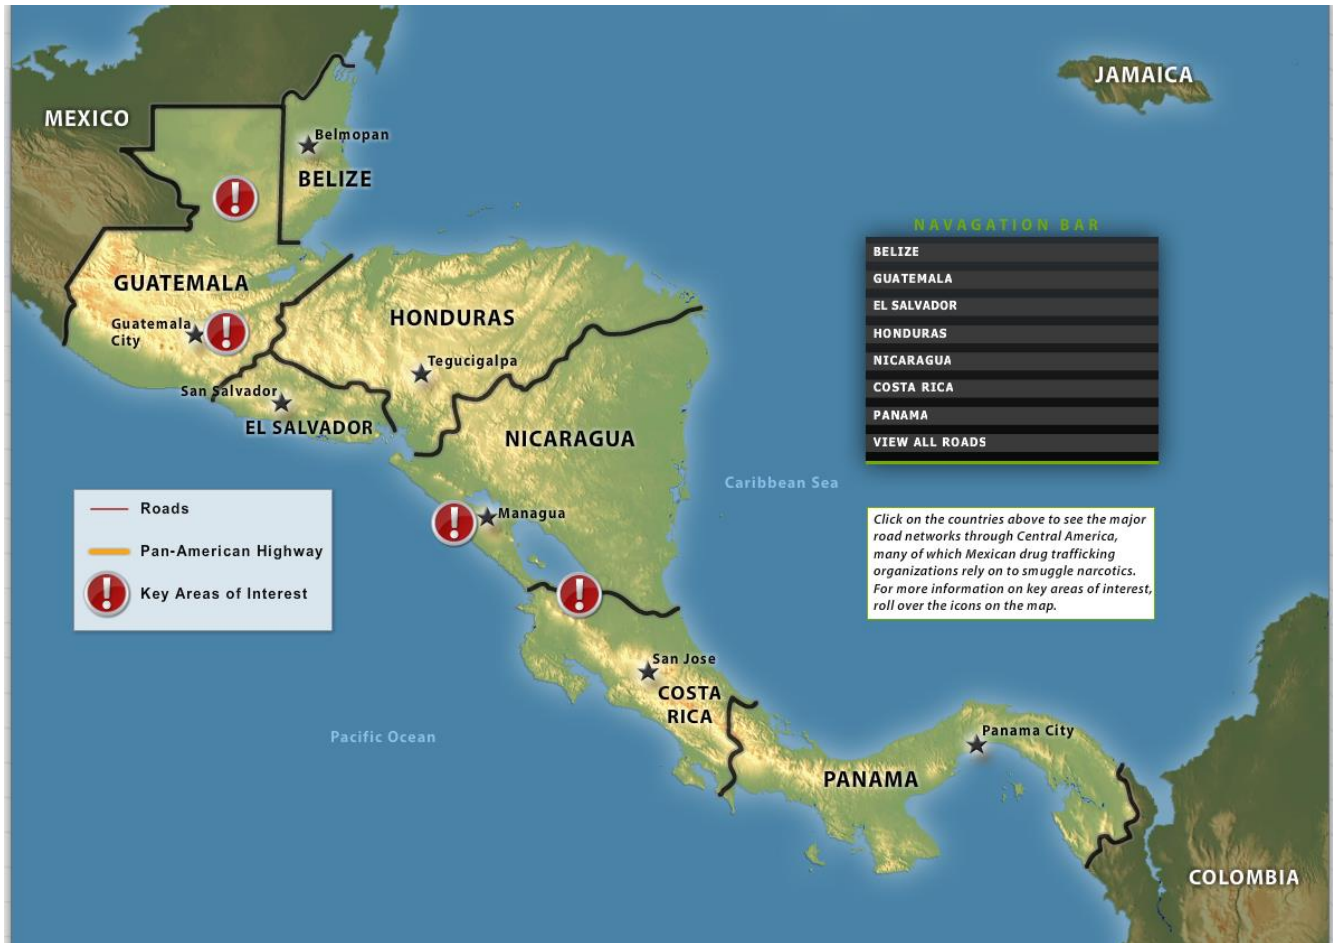 JAMAICA
MEXICO
Belmopan
BELIZE
NAVAGATION BAR
BELIZE
GUATEMALA
EL SALVADOR
HONDURAS
NICARAGUA
COSTA RICA
PANAMA
VIEW ALL ROADS
GUATEMALA
HONDURAS
Guatemala
City
Tegucigalpa
San Salvador
EL SALVADOR
NICARAGUA
Caribbean Sea
Managua
Roads
Pan-American Highway
Key Areas of Interest
Click on the countries above to see the major
road networks through Central America,
many of which Mexican drug trafficking
organizations rely on to smuggle narcotics.
For more information on key areas of interest,
roll over the icons on the map.
San Jose
COSTA
RICA
Pacific Ocean
Panama City
PANAMA
COLOMBIA